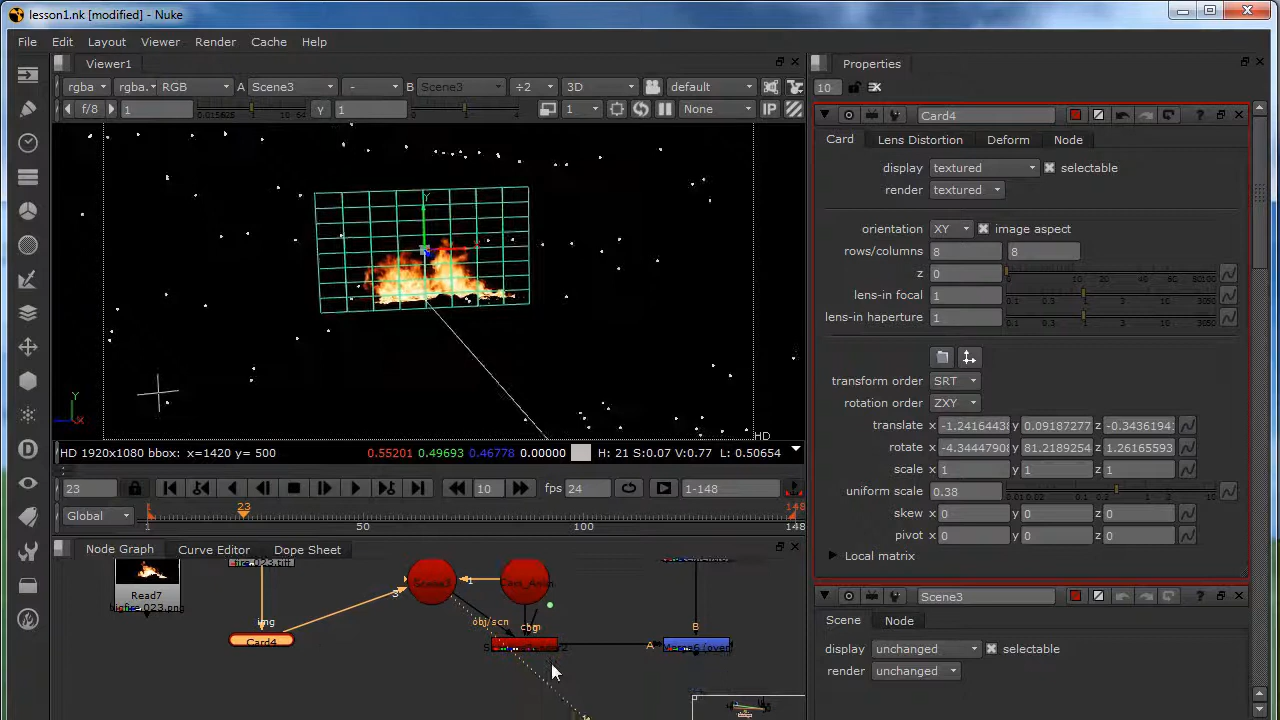 lesson1.nk [modified] - Nuke
File Edit Layout Viewer Render Cache Help
Viewer1
rgba rgba. RGB A Scene3 - B Scene3 ÷2 3D default
f/8 1 Y 1 1 None IP
Y
HD
HD 1920x1080 bbox: x=1420 y= 500 0.55201 0.49693 0.46778 0.00000 H: 21 S:0.07 V:0.77 L: 0.50654
23 10 fps 24 1-148
Global 1 23 50 100 148 148
Node Graph Curve Editor Dope Sheet
Read7
bigfire_023.png
img
Card4
Scene3
3
1
obj/scn
cam
A
B
Properties
10
Card4
Card Lens Distortion Deform Node
display textured selectable
render textured
orientation XY image aspect
rows/columns 8 8
z 0
lens-in focal 1
lens-in haperture 1
transform order SRT
rotation order ZXY
translate x -1.2416443 y 0.09187277 z -0.3436194
rotate x -4.3444790 y 81.2189254 z 1.2616559
scale x 1 y 1 z 1
uniform scale 0.38
skew x 0 y 0 z 0
pivot x 0 y 0 z 0
Local matrix
Scene3
Scene Node
display unchanged selectable
render unchanged